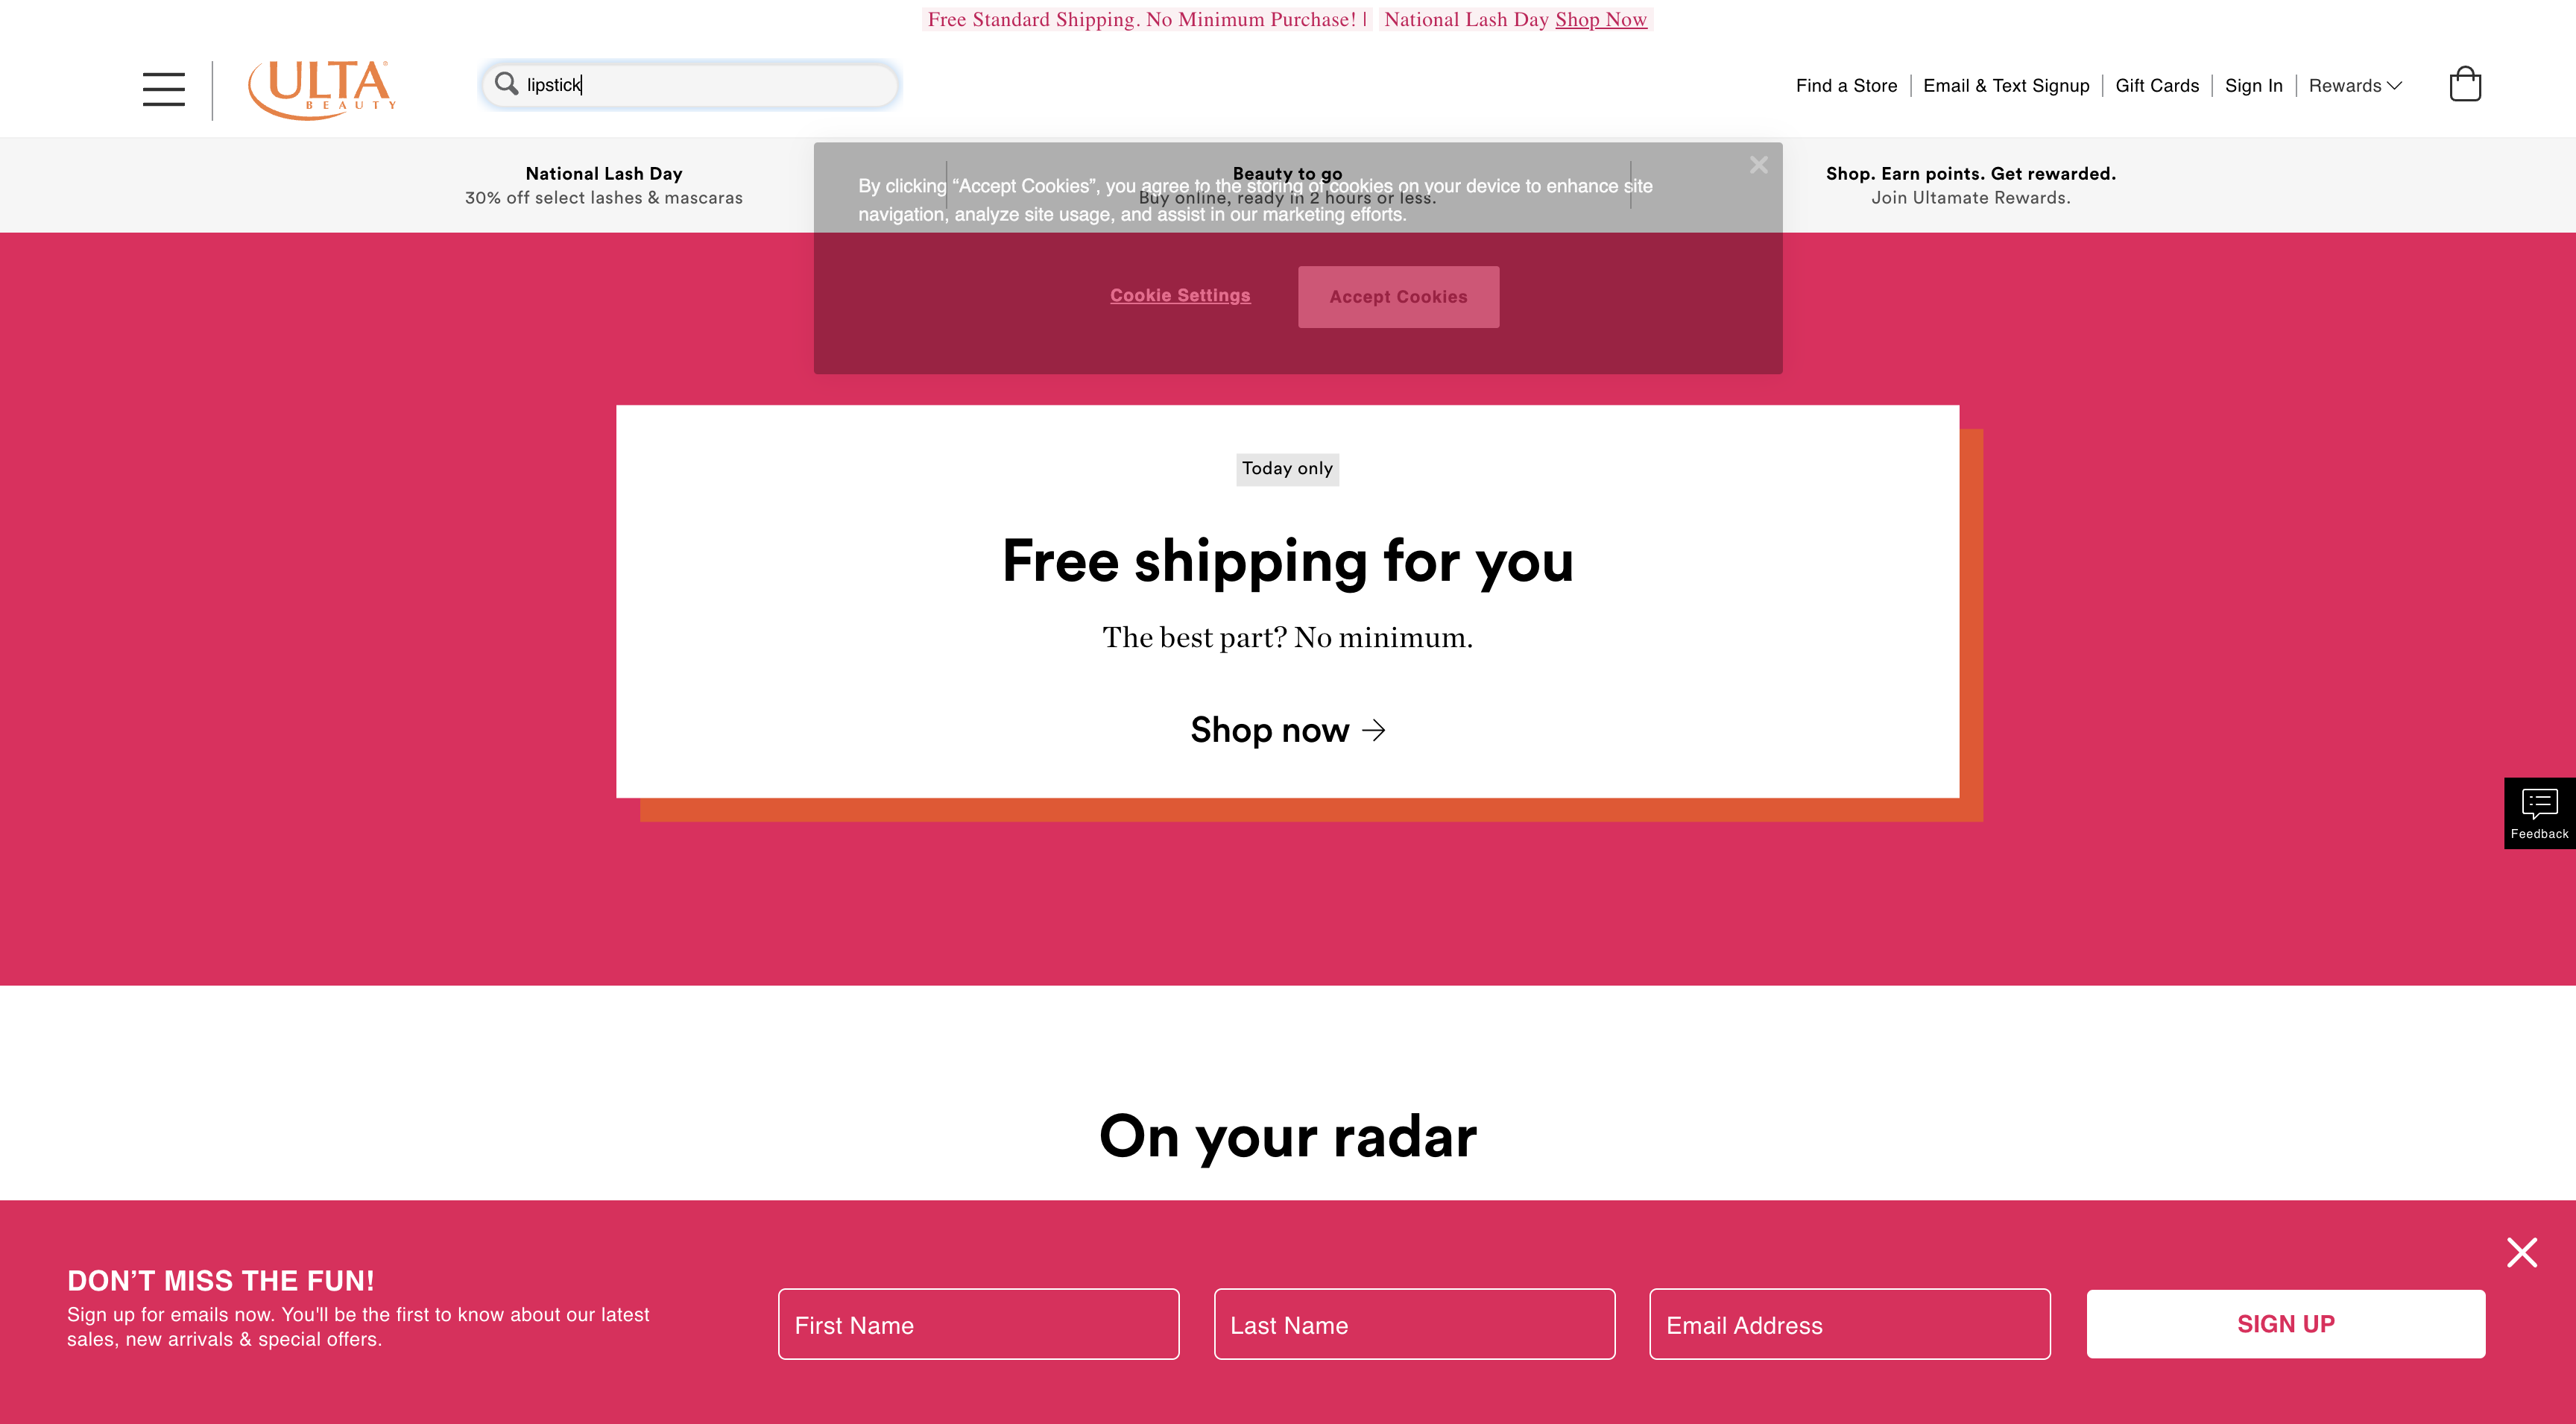 Free Standard Shipping. No Minimum Purchase! | National Lash Day Shop Now
ULTA
BEAUTY
lipstick
Find a Store
Email & Text Signup
Gift Cards
Sign In
Rewards
National Lash Day
30% off select lashes & mascaras
Beauty to go
Buy online, ready in 2 hours or less.
Shop. Earn points. Get rewarded.
Join Ultamate Rewards.
By clicking “Accept Cookies”, you agree to the storing of cookies on your device to enhance site
navigation, analyze site usage, and assist in our marketing efforts.
Cookie Settings
Accept Cookies
Today only
Free shipping for you
The best part? No minimum.
Shop now
Feedback
On your radar
DON’T MISS THE FUN!
Sign up for emails now. You'll be the first to know about our latest
sales, new arrivals & special offers.
First Name
Last Name
Email Address
SIGN UP